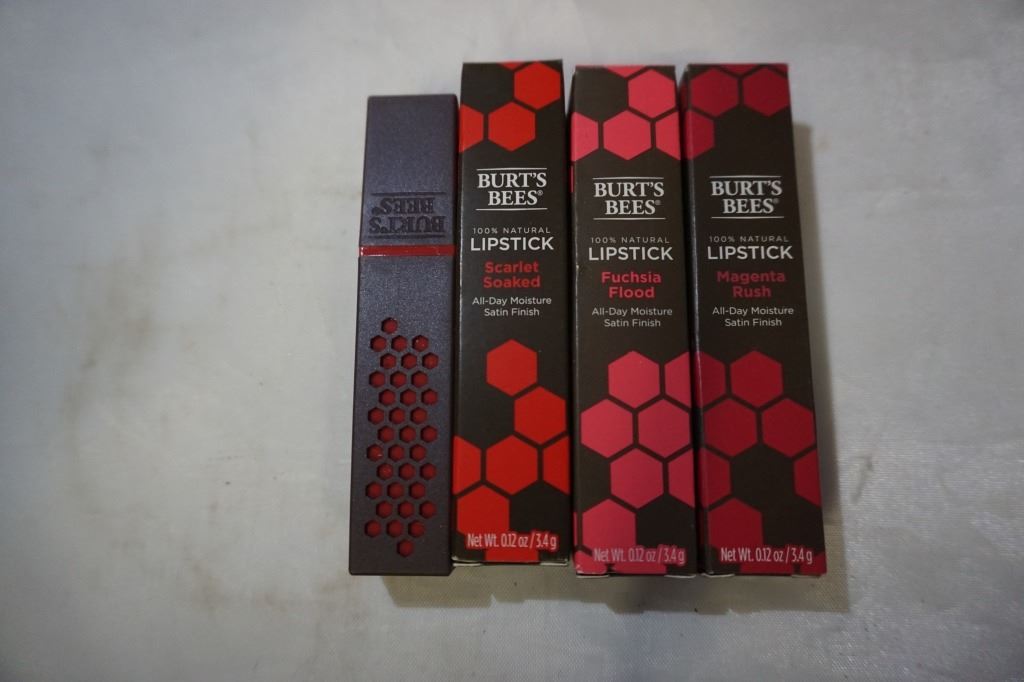 BURT'S
BEES®
BURT'S
BEES®
100% NATURAL
LIPSTICK
Scarlet
Soaked
All-Day Moisture
Satin Finish
Net Wt. 0.12 oz / 3.4 g
BURT'S
BEES®
100% NATURAL
LIPSTICK
Fuchsia
Flood
All-Day Moisture
Satin Finish
Net Wt. 0.12 oz / 3.4 g
BURT'S
BEES®
100% NATURAL
LIPSTICK
Magenta
Rush
All-Day Moisture
Satin Finish
Net Wt. 0.12 oz / 3.4 g